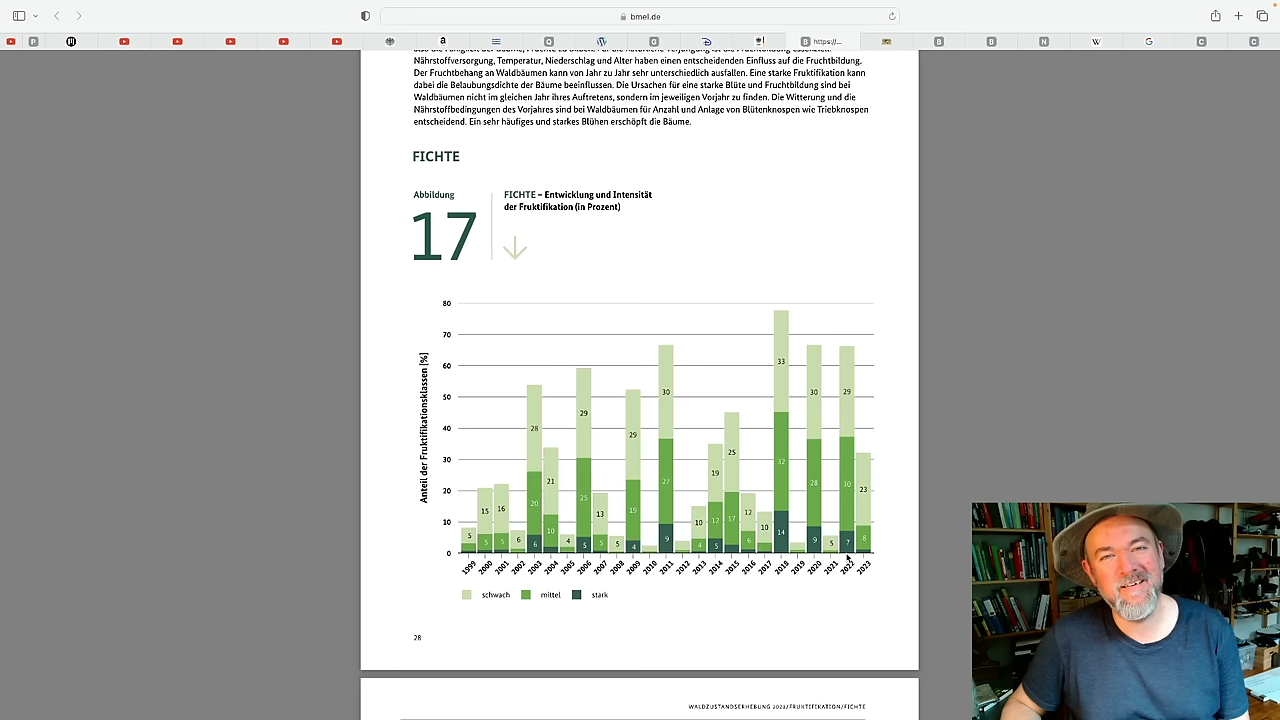 bmel.de
https://...
Nährstoffversorgung, Temperatur, Niederschlag und Alter haben einen entscheidenden Einfluss auf die Fruchtbildung.
Der Fruchtbehang an Waldbäumen kann von Jahr zu Jahr sehr unterschiedlich ausfallen. Eine starke Fruktifikation kann
dabei die Belaubungsdichte der Bäume beeinflussen. Die Ursachen für eine starke Blüte und Fruchtbildung sind bei
Waldbäumen nicht im gleichen Jahr ihres Auftretens, sondern im jeweiligen Vorjahr zu finden. Die Witterung und die
Nährstoffbedingungen des Vorjahres sind bei Waldbäumen für Anzahl und Anlage von Blütenknospen wie Triebknospen
entscheidend. Ein sehr häufiges und starkes Blühen erschöpft die Bäume.
FICHTE
Abbildung
17
FICHTE – Entwicklung und Intensität
der Fruktifikation (in Prozent)
Anteil der Fruktifikationsklassen [%]
80
70
60
50
40
30
20
10
0
5
15 5
16 5
6
28 20 6
21 10
4
29 25 5
13 5
5
29 19 4
30 27 9
10 4
19 12 5
25 17
12 6
10
33 32 14
30 28 9
5
29 30 7
23 8
1999 2000 2001 2002 2003 2004 2005 2006 2007 2008 2009 2010 2011 2012 2013 2014 2015 2016 2017 2018 2019 2020 2021 2022 2023
schwach mittel stark
28
WALDZUSTANDSERHEBUNG 2023/FRUKTIFIKATION/FICHTE